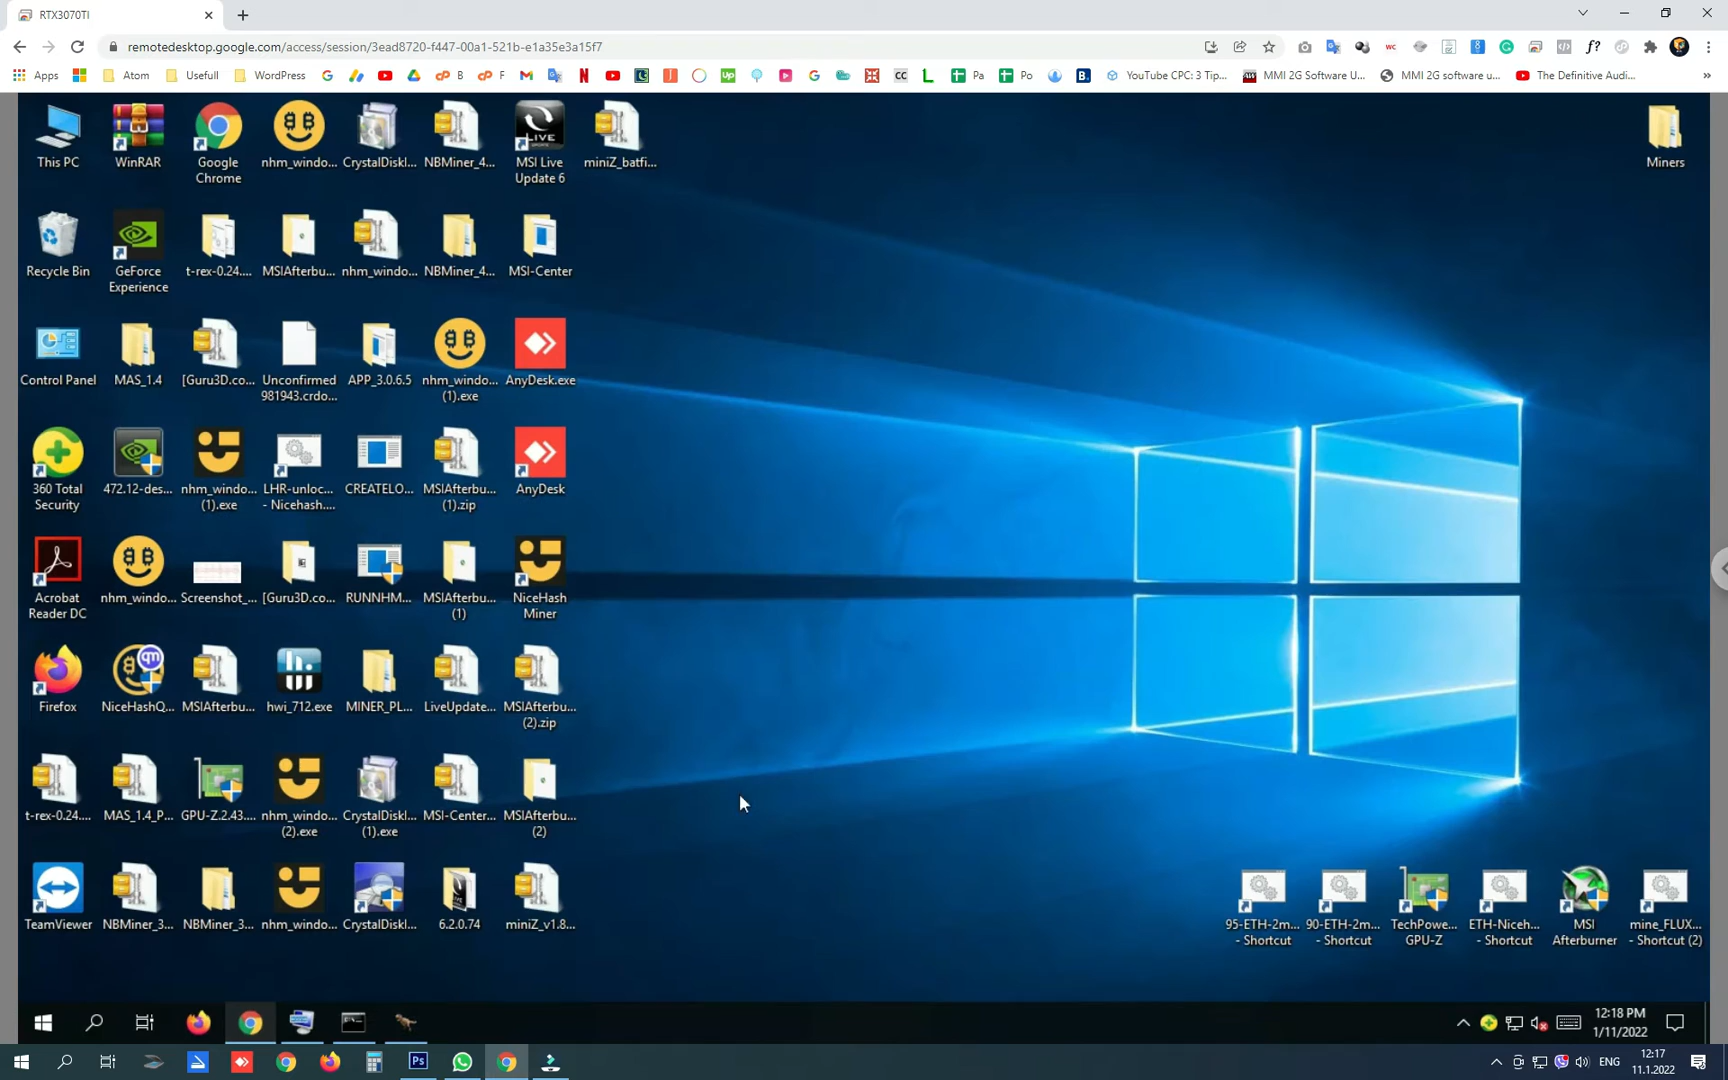 RTX3070TI
remotedesktop.google.com/access/session/3ead8720-f447-00a1-521b-e1a35e3a15f7
Apps Atom Usefull WordPress B F Pa Po YouTube CPC: 3 Tip... MMI 2G Software U... MMI 2G software u... The Definitive Audi... »
This PC WinRAR Google Chrome nhm_windo... CrystalDiskI... NBMiner_4... MSI Live Update 6 miniZ_batfi... Miners
Recycle Bin GeForce Experience t-rex-0.24.... MSIAfterbu... nhm_windo... NBMiner_4... MSI-Center
Control Panel MAS_1.4 [Guru3D.co... Unconfirmed 981943.crdo... APP_3.0.6.5 nhm_windo... (1).exe AnyDesk.exe
360 Total Security 472.12-des... nhm_windo... (1).exe LHR-unloc... - Nicehash.... CREATELO... MSIAfterbu... (1).zip AnyDesk
Acrobat Reader DC nhm_windo... Screenshot_... [Guru3D.co... RUNNHM... MSIAfterbu... (1) NiceHash Miner
Firefox NiceHashQ... MSIAfterbu... hwi_712.exe MINER_PL... LiveUpdate... MSIAfterbu... (2).zip
t-rex-0.24.... MAS_1.4_P... GPU-Z.2.43.... nhm_windo... (2).exe CrystalDiskI... (1).exe MSI-Center... MSIAfterbu... (2)
TeamViewer NBMiner_3... NBMiner_3... nhm_windo... CrystalDiskI... 6.2.0.74 miniZ_v1.8...
95-ETH-2m... - Shortcut 90-ETH-2m... - Shortcut TechPowe... GPU-Z ETH-Niceh... - Shortcut MSI Afterburner mine_FLUX... - Shortcut (2)
12:18 PM
1/11/2022
ENG 12:17
11.1.2022